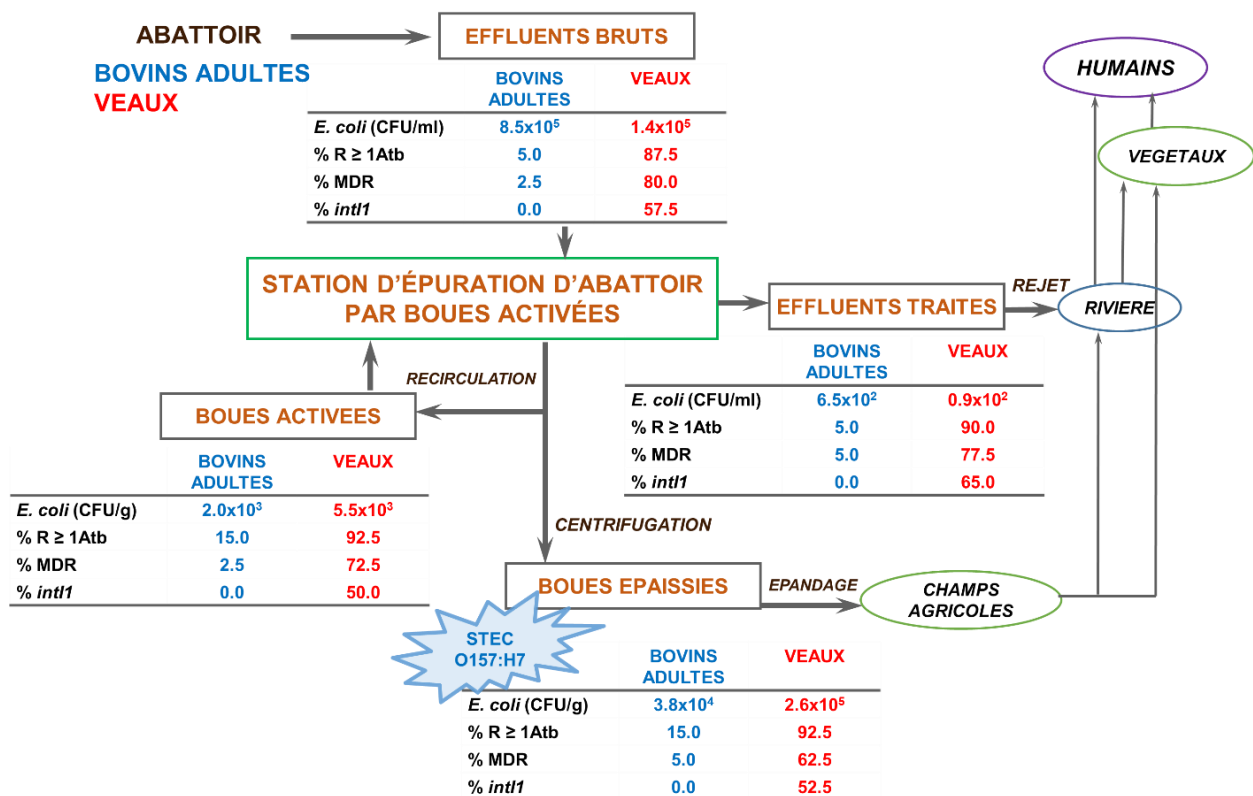 ABATTOIR
EFFLUENTS BRUTS
BOVINS ADULTES
VEAUX
HUMAINS
VEGETAUX
BOVINS VEAUX
ADULTES
E. coli (CFU/ml) 8.5x10⁵ 1.4x10⁵
% R ≥ 1Atb 5.0 87.5
% MDR 2.5 80.0
% intI1 0.0 57.5
STATION D'ÉPURATION D'ABATTOIR
PAR BOUES ACTIVÉES
EFFLUENTS TRAITES
REJET
RIVIERE
BOVINS VEAUX
ADULTES
E. coli (CFU/ml) 6.5x10² 0.9x10²
% R ≥ 1Atb 5.0 90.0
% MDR 5.0 77.5
% intI1 0.0 65.0
RECIRCULATION
BOUES ACTIVEES
BOVINS VEAUX
ADULTES
E. coli (CFU/g) 2.0x10³ 5.5x10³
% R ≥ 1Atb 15.0 92.5
% MDR 2.5 72.5
% intI1 0.0 50.0
CENTRIFUGATION
BOUES EPAISSIES
EPANDAGE
CHAMPS
AGRICOLES
STEC
O157:H7
BOVINS VEAUX
ADULTES
E. coli (CFU/g) 3.8x10⁴ 2.6x10⁵
% R ≥ 1Atb 15.0 92.5
% MDR 5.0 62.5
% intI1 0.0 52.5